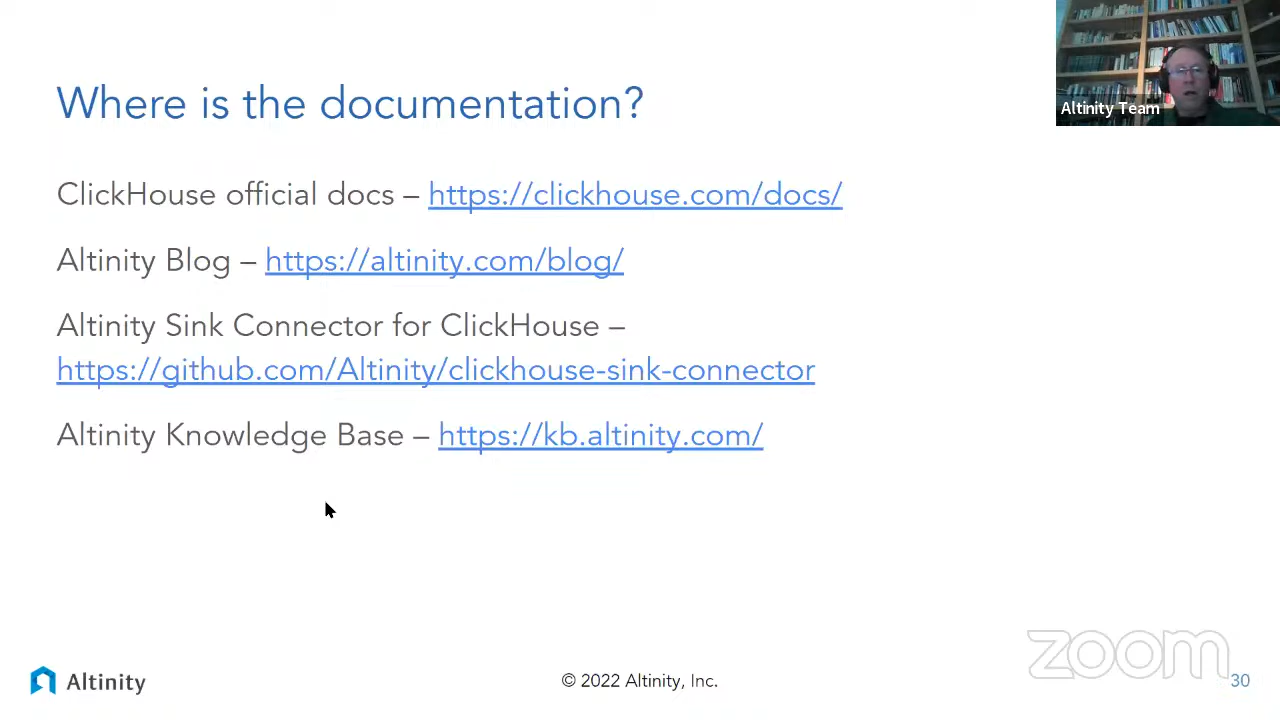 Where is the documentation?
Altinity Team
ClickHouse official docs – https://clickhouse.com/docs/
Altinity Blog – https://altinity.com/blog/
Altinity Sink Connector for ClickHouse –
https://github.com/Altinity/clickhouse-sink-connector
Altinity Knowledge Base – https://kb.altinity.com/
zoom
Altinity
© 2022 Altinity, Inc.
30